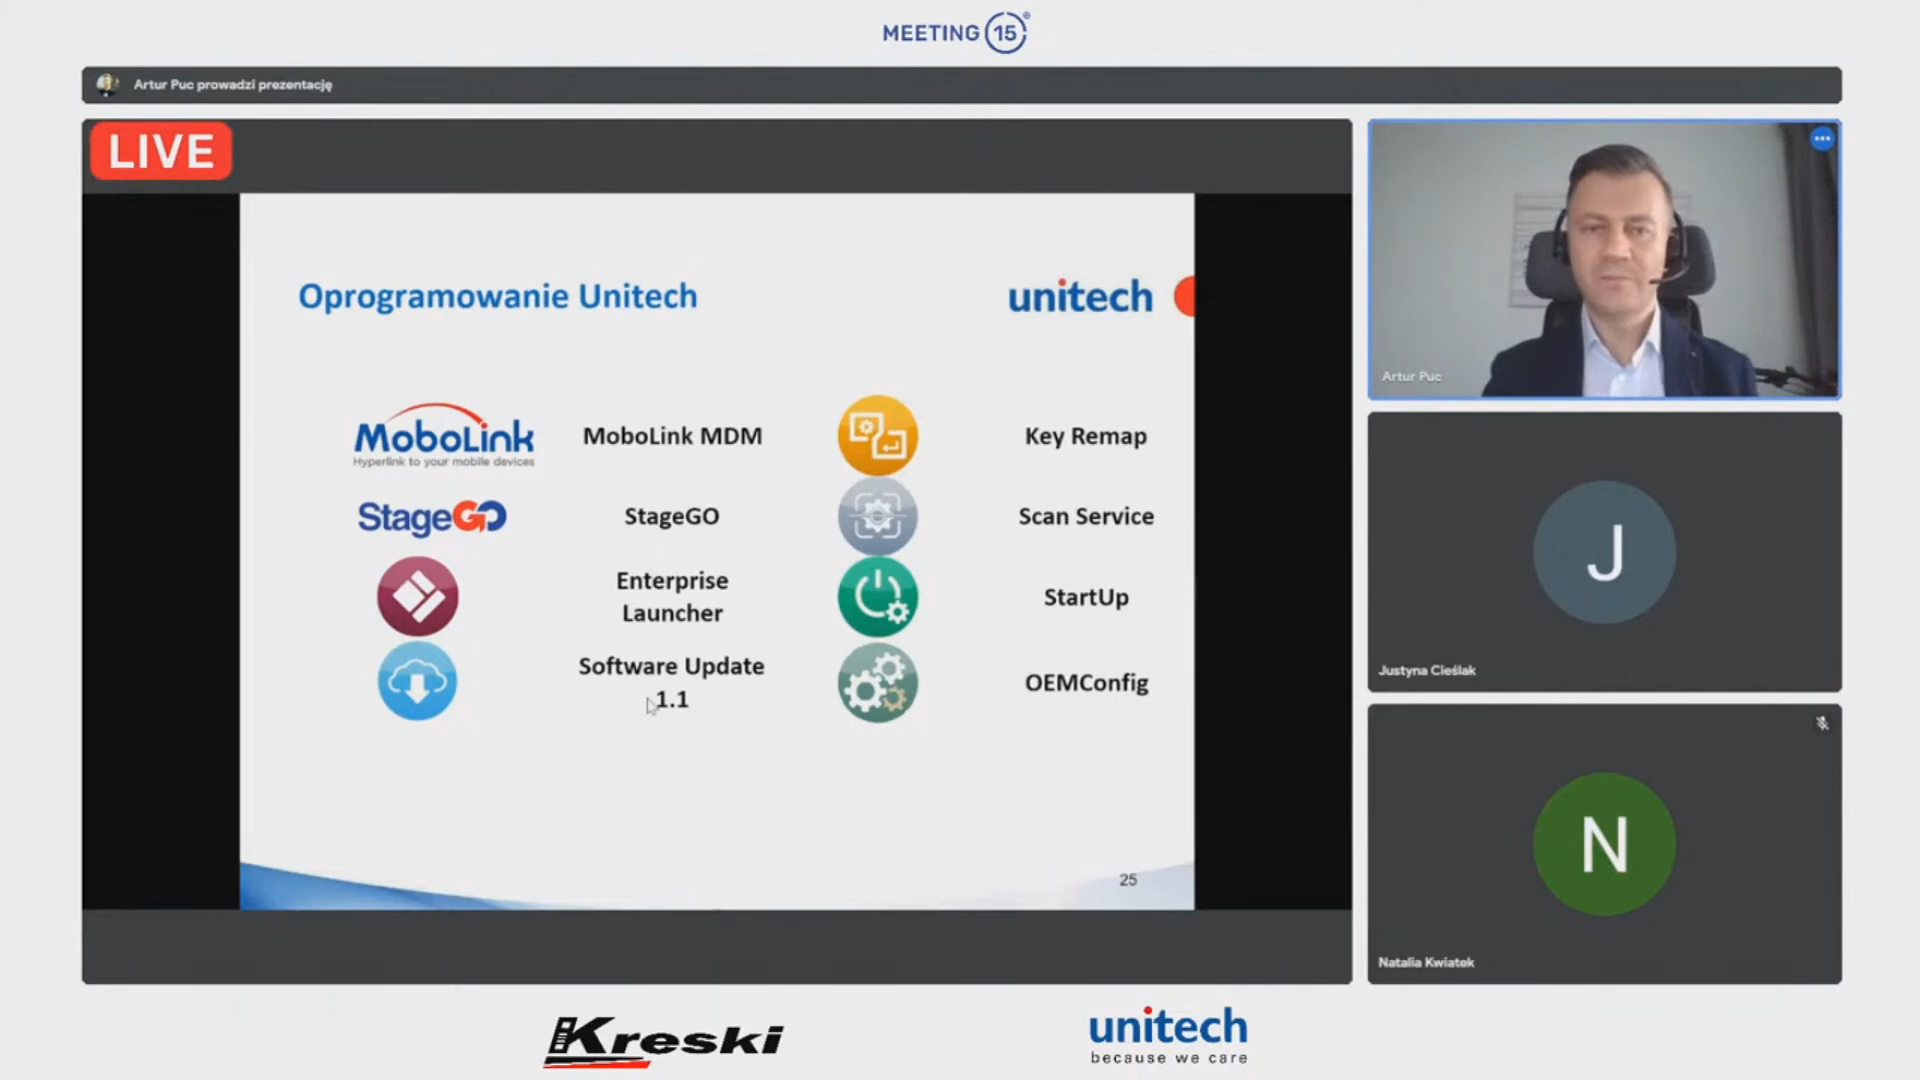 MEETING 15
Artur Puc prowadzi prezentację
LIVE
Oprogramowanie Unitech
unitech
MoboLink
Hyperlink to your mobile devices
MoboLink MDM
Key Remap
StageGO
StageGO
Scan Service
Enterprise
Launcher
StartUp
Software Update
1.1
OEMConfig
25
Artur Puc
J
Justyna Cieślak
N
Natalia Kwiatek
Kreski
unitech
because we care